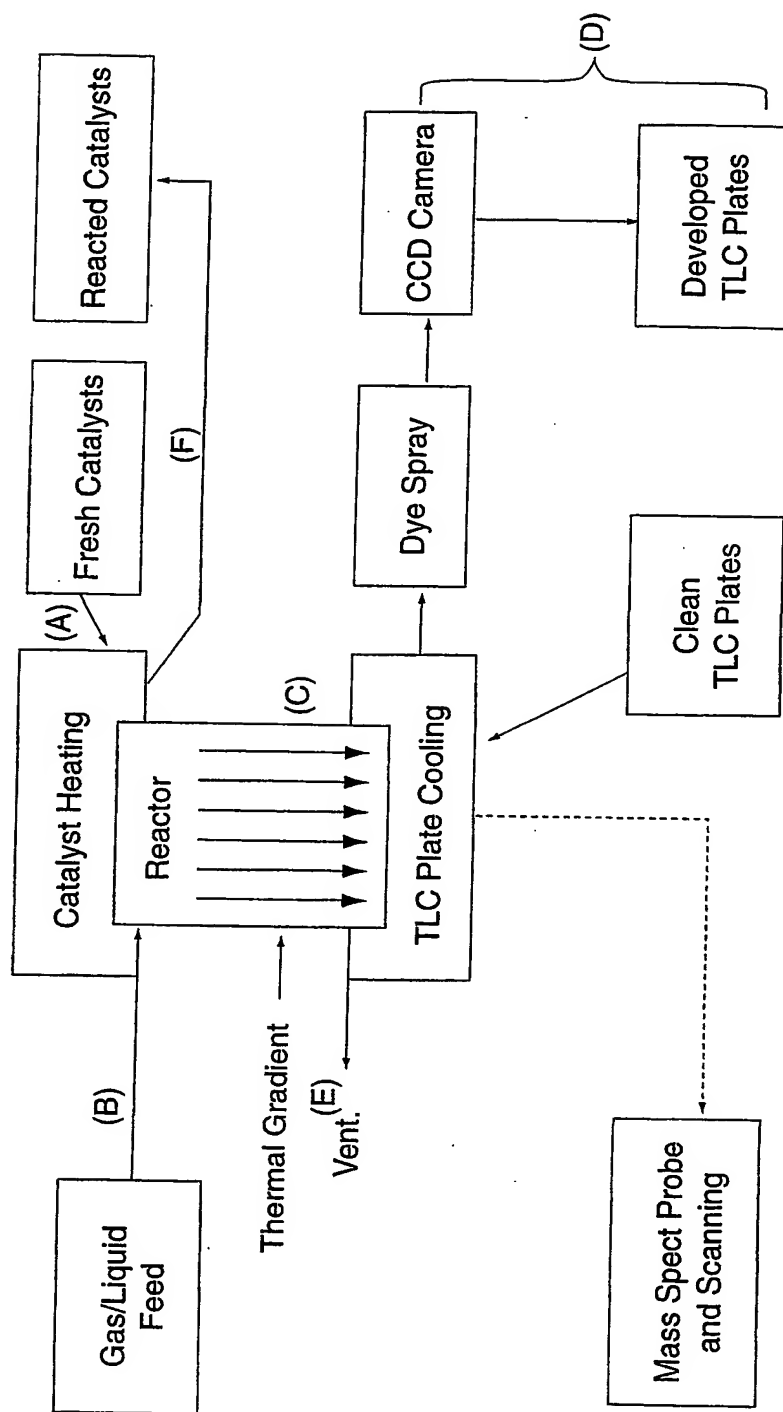 Gas/Liquid
Feed
(B)
Catalyst Heating
(A)
Fresh Catalysts
Reacted Catalysts
(F)
Reactor
(C)
Thermal Gradient
(E)
Vent.
TLC Plate Cooling
Dye Spray
CCD Camera
(D)
Mass Spect Probe
and Scanning
Clean
TLC Plates
Developed
TLC Plates